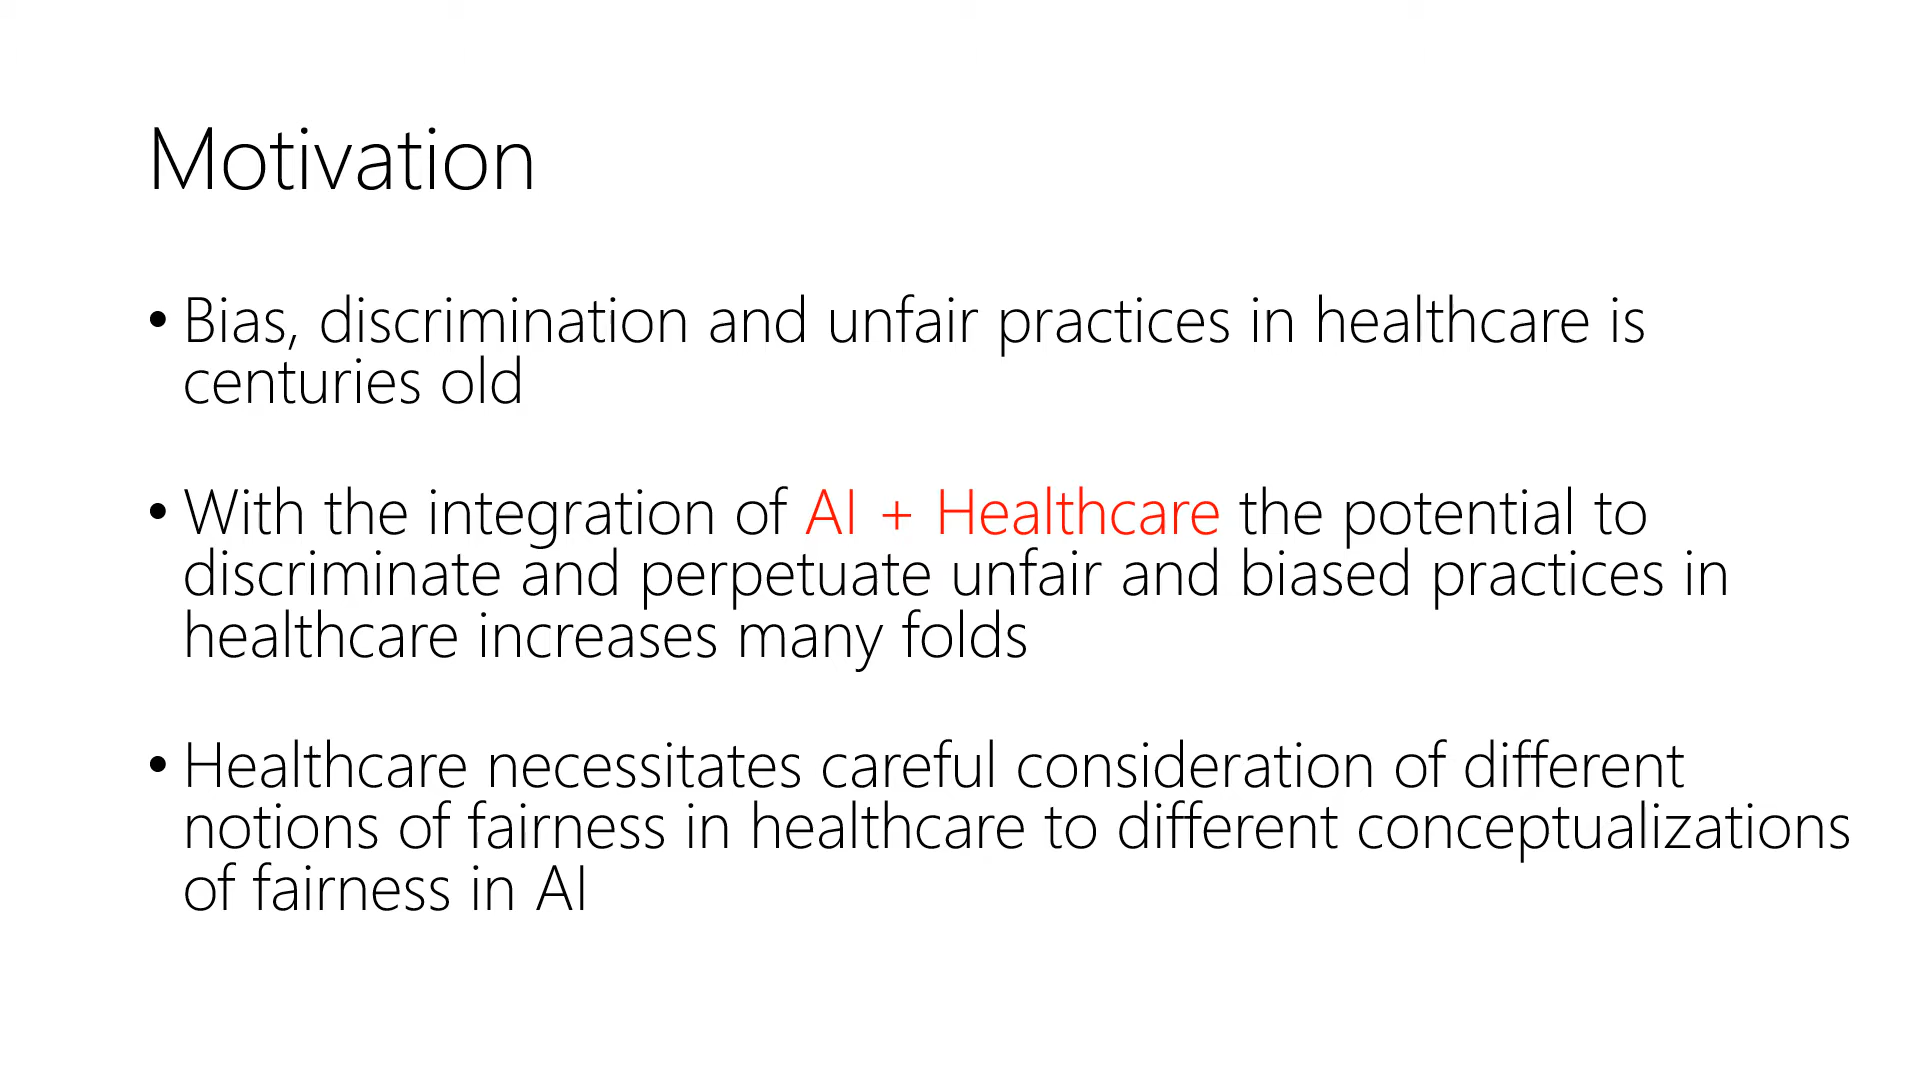 Motivation
• Bias, discrimination and unfair practices in healthcare is
centuries old
• With the integration of AI + Healthcare the potential to
discriminate and perpetuate unfair and biased practices in
healthcare increases many folds
• Healthcare necessitates careful consideration of different
notions of fairness in healthcare to different conceptualizations
of fairness in AI